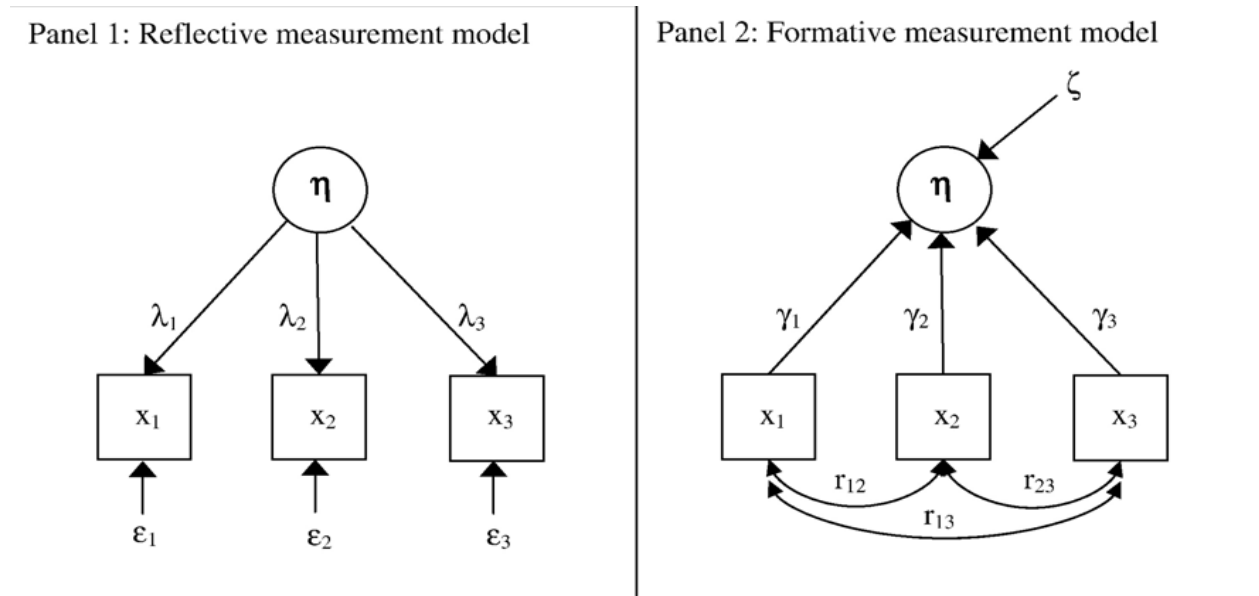 Panel 1: Reflective measurement model
η
λ₁ λ₂ λ₃
x₁ x₂ x₃
ε₁ ε₂ ε₃
Panel 2: Formative measurement model
ζ
η
γ₁ γ₂ γ₃
x₁ x₂ x₃
r₁₂ r₂₃
r₁₃